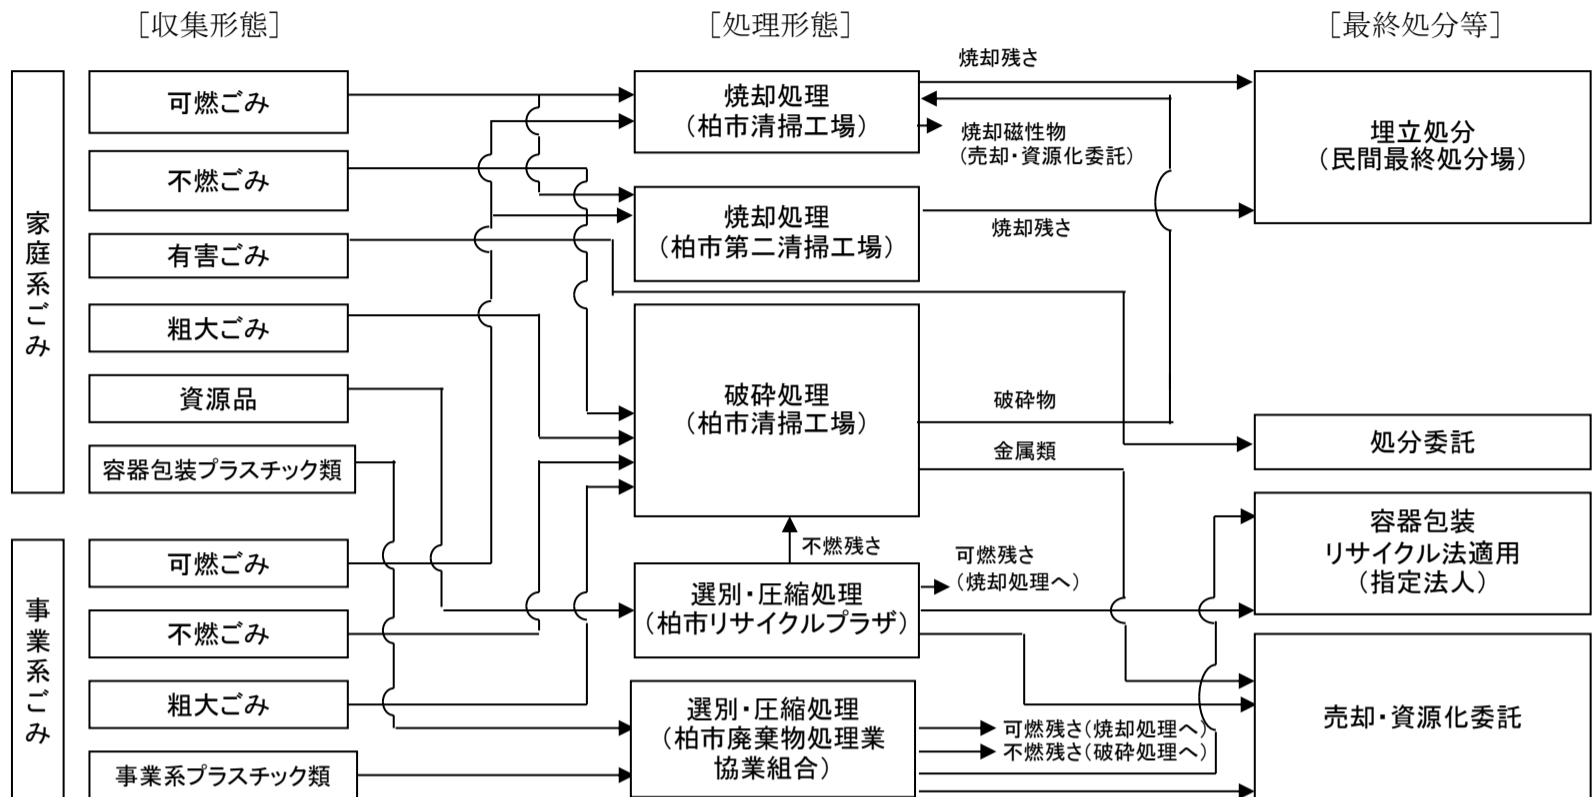 ［収集形態］
［処理形態］
［最終処分等］
家庭系ごみ
可燃ごみ
不燃ごみ
有害ごみ
粗大ごみ
資源品
容器包装プラスチック類
事業系ごみ
可燃ごみ
不燃ごみ
粗大ごみ
事業系プラスチック類
焼却処理
（柏市清掃工場）
焼却残さ
焼却磁性物
（売却・資源化委託）
焼却処理
（柏市第二清掃工場）
焼却残さ
破砕処理
（柏市清掃工場）
破砕物
金属類
不燃残さ
選別・圧縮処理
（柏市リサイクルプラザ）
可燃残さ
（焼却処理へ）
選別・圧縮処理
（柏市廃棄物処理業
協業組合）
可燃残さ（焼却処理へ）
不燃残さ（破砕処理へ）
埋立処分
（民間最終処分場）
処分委託
容器包装
リサイクル法適用
（指定法人）
売却・資源化委託